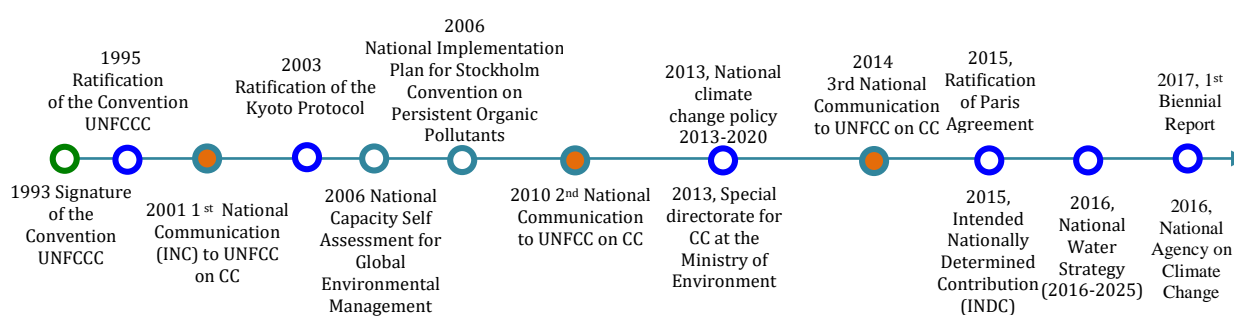 1995
Ratification
of the Convention
UNFCCC
2003
Ratification of the
Kyoto Protocol
2006
National Implementation
Plan for Stockholm
Convention on
Persistent Organic
Pollutants
2013, National
climate
change policy
2013-2020
2014
3rd National
Communication
to UNFCC on CC
2015,
Ratification
of Paris
Agreement
2017, 1st
Biennial
Report
1993 Signature
of the
Convention
UNFCCC
2001 1st National
Communication
(INC) to UNFCC
on CC
2006 National
Capacity Self
Assessment for
Global
Environmental
Management
2010 2nd National
Communication
to UNFCC on CC
2013, Special
directorate for
CC at the
Ministry of
Environment
2015,
Intended
Nationally
Determined
Contribution
(INDC)
2016,
National
Water
Strategy
(2016-2025)
2016,
National
Agency on
Climate
Change